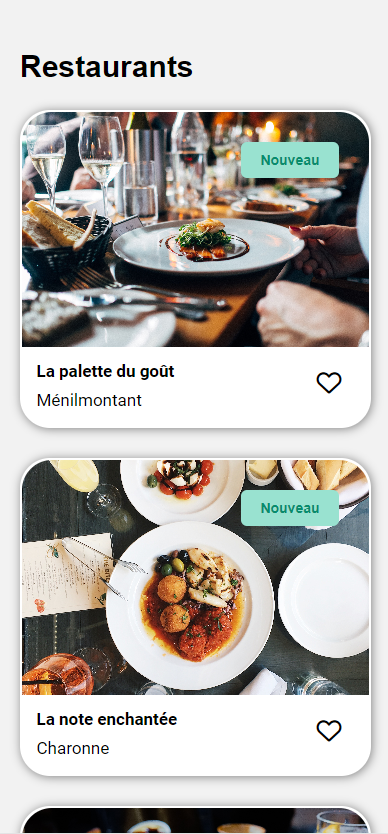 Restaurants
Nouveau
La palette du goût
Ménilmontant
Nouveau
La note enchantée
Charonne